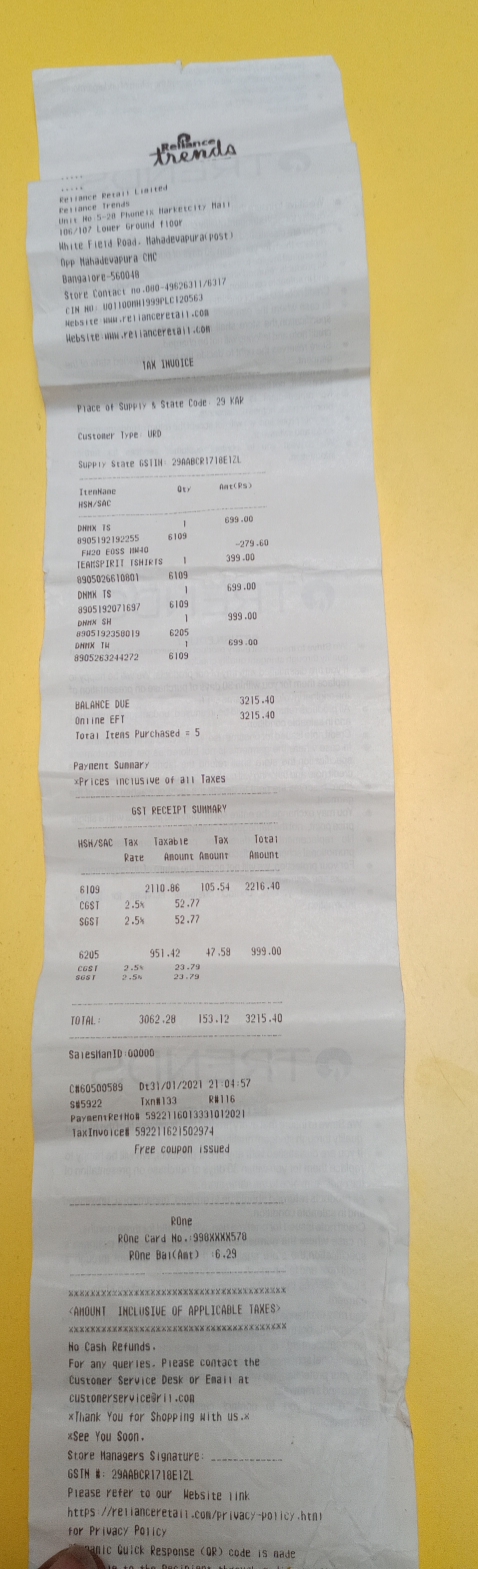 Reliance
trends
Reliance Retail Limited
Reliance Trends
Unit No S-20 Phoneix Marketcity Mall
106/107 Lower Ground floor
White Field Road. Mahadevapura(post)
Opp Mahadevapura CMC
Bangalore-560048
Store Contact no.080-49626311/6317
CIN NO: U01100MH1999PLC120563
Website:www.relianceretail.com
Website:www.relianceretail.com
TAX INVOICE
Place of Supply & State Code: 29 KAR
Customer Type: URD
Supply State GSTIN: 29AABCR1718E1ZL
ItemName Qty Amt(Rs)
HSN/SAC
DNMX TS 1 699.00
8905192192255 6109
FW20 EOSS MW40 -279.60
TEAMSPIRIT TSHIRTS 1 399.00
8905026610801 6109
DNMX TS 1 699.00
8905192071697 6109
DNMX SH 1 999.00
8905192358019 6205
DNMX TW 1 699.00
8905263244272 6109
BALANCE DUE 3215.40
Online EFT 3215.40
Total Items Purchased = 5
Payment Summary
*Prices inclusive of all Taxes
GST RECEIPT SUMMARY
HSN/SAC Tax Taxable Tax Total
Rate Amount Amount Amount
6109 2110.86 105.54 2216.40
CGST 2.5% 52.77
SGST 2.5% 52.77
6205 951.42 47.58 999.00
CGST 2.5% 23.79
SGST 2.5% 23.79
TOTAL: 3062.28 153.12 3215.40
SalesManID:00000
C#60500589 Dt31/01/2021 21:04:57
S#5922 Txn#133 R#116
PaymentRefNo# 5922116013331012021
TaxInvoice# 592211621502974
Free coupon issued
ROne
ROne Card No.:990XXXX570
ROne Bal(Amt) :6.29
xxxxxxxxxxxxxxxxxxxxxxxxxxxxxxxxxxxxxx
<AMOUNT INCLUSIVE OF APPLICABLE TAXES>
xxxxxxxxxxxxxxxxxxxxxxxxxxxxxxxxxxxxxx
No Cash Refunds.
For any queries. Please contact the
Customer Service Desk or Email at
customerservice@ril.com
*Thank You for Shopping with us.*
*See You Soon.
Store Managers Signature: ____________
GSTN #: 29AABCR1718E1ZL
Please refer to our Website link
https://relianceretail.com/privacy-policy.html
for Privacy Policy
Quick Response (QR) code is made
to the Recipient through